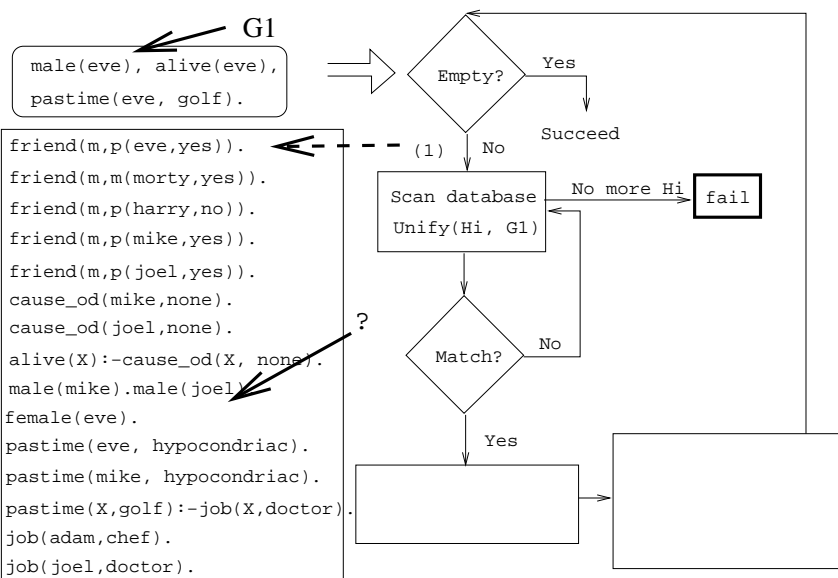 G1
male(eve), alive(eve),
pastime(eve, golf).
friend(m,p(eve,yes)).
friend(m,m(morty,yes)).
friend(m,p(harry,no)).
friend(m,p(mike,yes)).
friend(m,p(joel,yes)).
cause_od(mike,none).
cause_od(joel,none).
alive(X):-cause_od(X, none).
male(mike).male(joel)
female(eve).
pastime(eve, hypocondriac).
pastime(mike, hypocondriac).
pastime(X,golf):-job(X,doctor).
job(adam,chef).
job(joel,doctor).
(1)
?
Empty?
Yes
Succeed
No
Scan database
Unify(Hi, G1)
No more Hi
fail
Match?
No
Yes